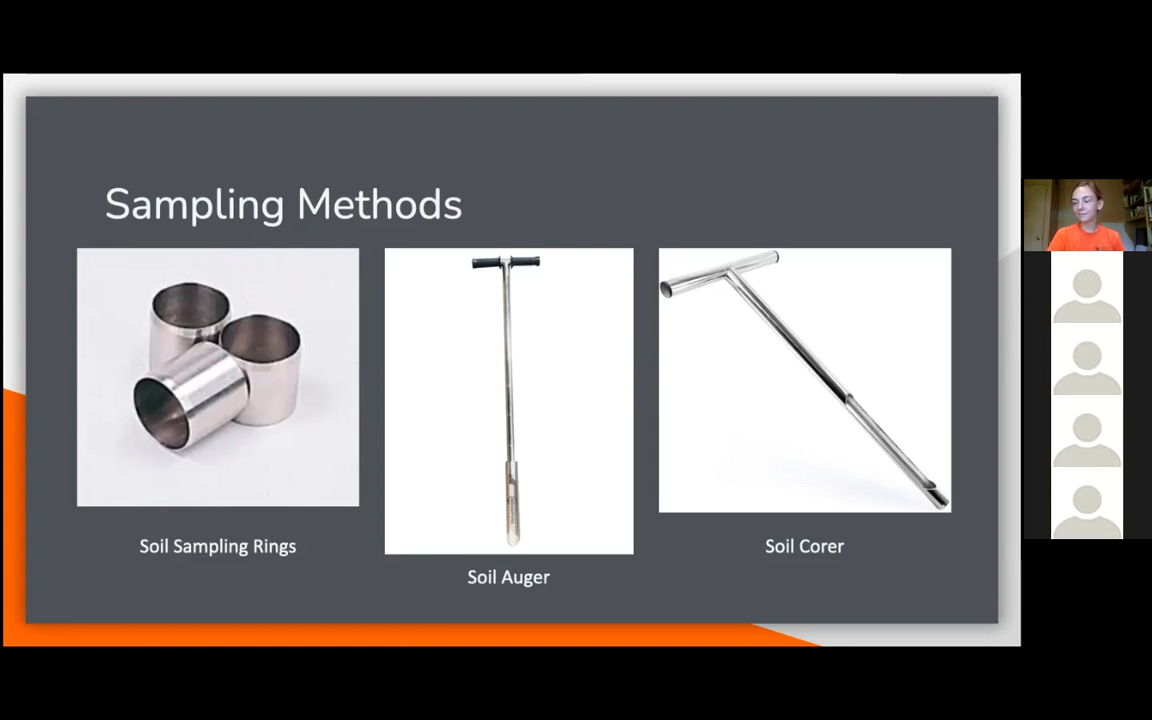 Sampling Methods
Soil Sampling Rings
Soil Auger
Soil Corer